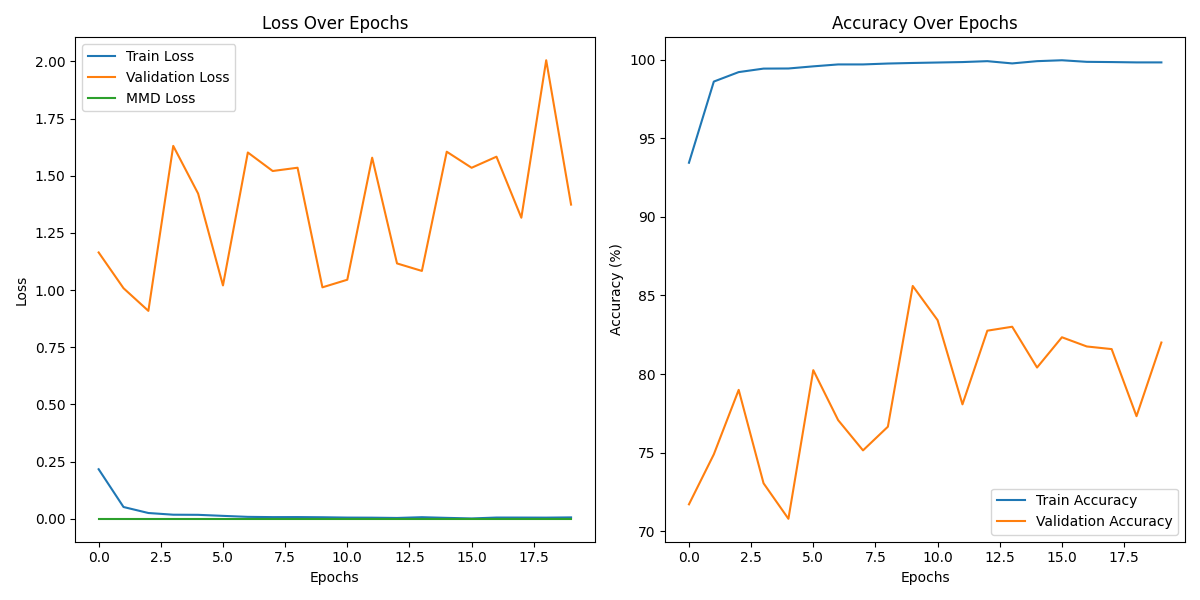 Loss Over Epochs
Train Loss
Validation Loss
MMD Loss
2.00
1.75
1.50
1.25
1.00
0.75
0.50
0.25
0.00
Loss
0.0 2.5 5.0 7.5 10.0 12.5 15.0 17.5
Epochs
Accuracy Over Epochs
100
95
90
85
80
75
70
Accuracy (%)
Train Accuracy
Validation Accuracy
0.0 2.5 5.0 7.5 10.0 12.5 15.0 17.5
Epochs